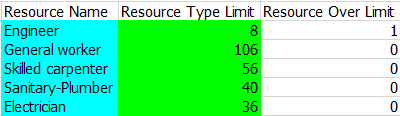 Resource Name Resource Type Limit Resource Over Limit
Engineer 8 1
General worker 106 0
Skilled carpenter 56 0
Sanitary-Plumber 40 0
Electrician 36 0